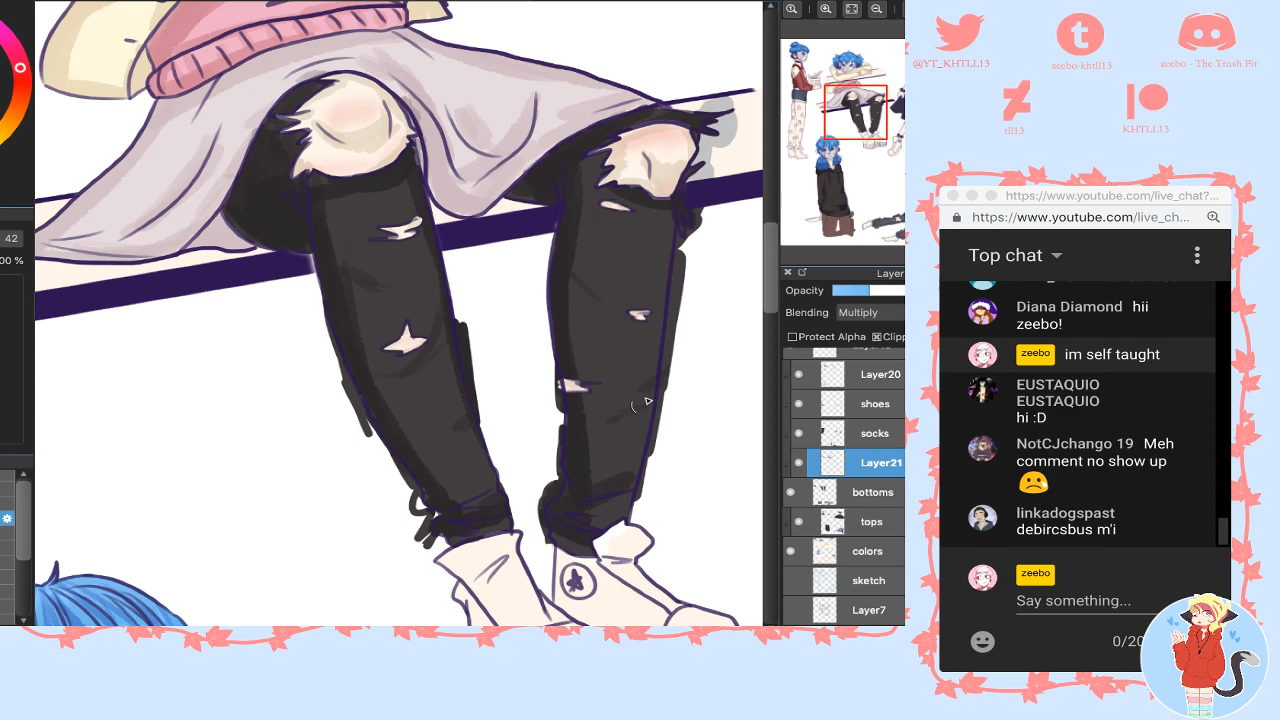 42
00 %
Layer
Opacity
Blending Multiply
Protect Alpha Clipp
Layer20
shoes
socks
Layer21
bottoms
tops
colors
sketch
Layer7
@YT_KHTLL13
zeebo-khtll13
zeebo - The Trash Pit
tll13
KHTLL13
https://www.youtube.com/live_chat?...
https://www.youtube.com/live_ch...
Top chat
Diana Diamond hii
zeebo!
zeebo im self taught
EUSTAQUIO
EUSTAQUIO
hi :D
NotCJchango 19 Meh
comment no show up
linkadogspast
debircsbus m'i
zeebo
Say something...
0/20